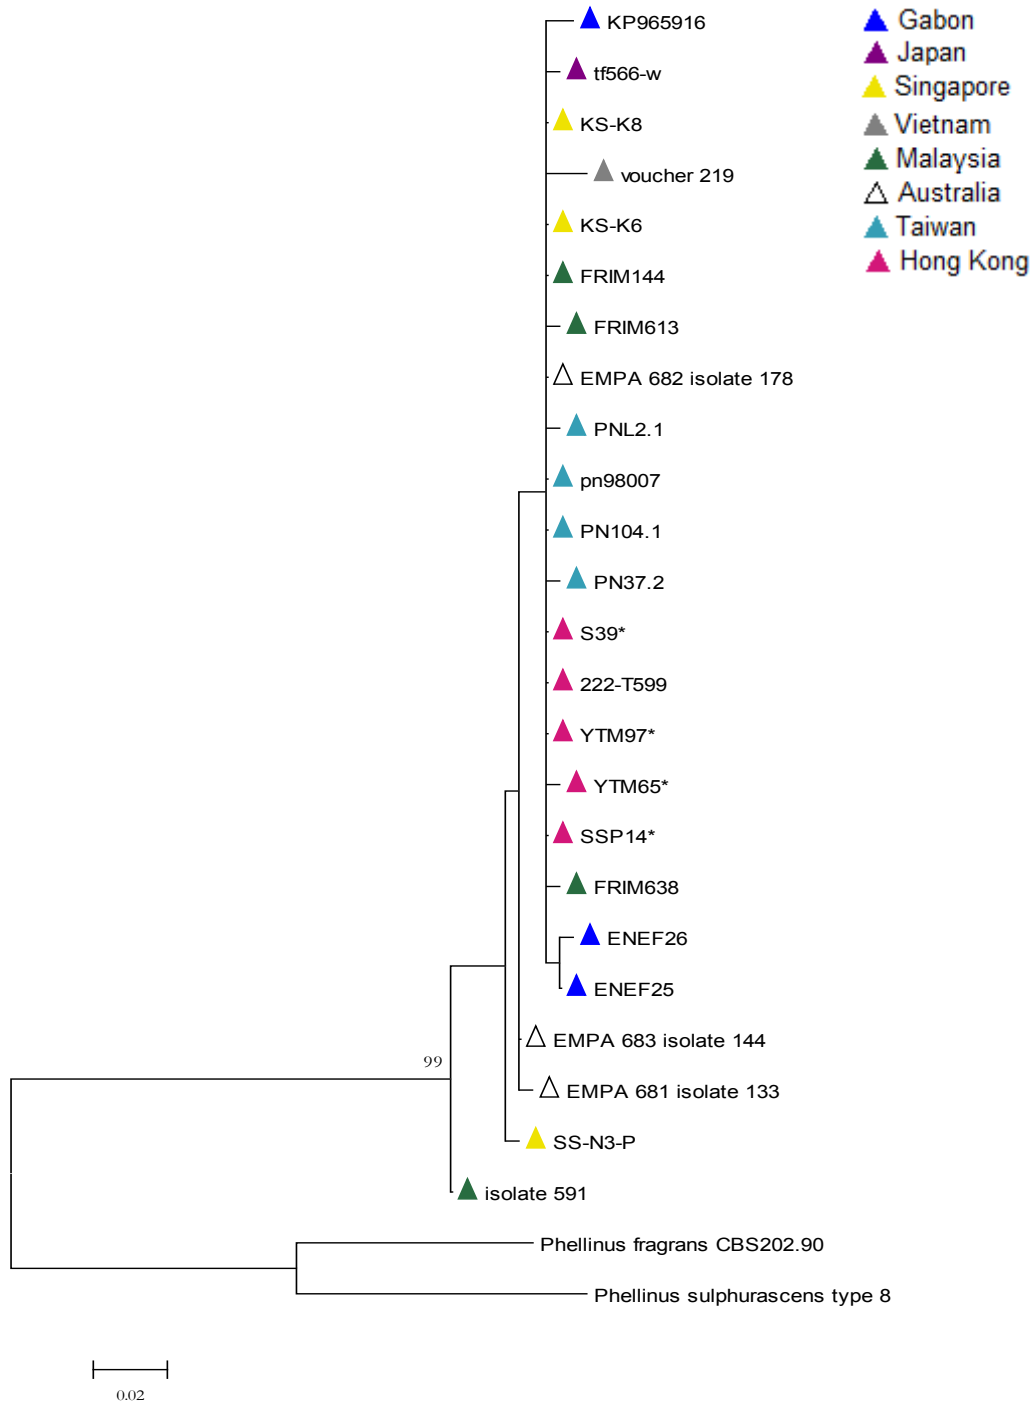 KP965916
tf566-w
KS-K8
voucher 219
KS-K6
FRIM144
FRIM613
EMPA 682 isolate 178
PNL2.1
pn98007
PN104.1
PN37.2
S39*
222-T599
YTM97*
YTM65*
SSP14*
FRIM638
ENEF26
ENEF25
EMPA 683 isolate 144
EMPA 681 isolate 133
SS-N3-P
isolate 591
Phellinus fragrans CBS202.90
Phellinus sulphurascens type 8
99
0.02
Gabon
Japan
Singapore
Vietnam
Malaysia
Australia
Taiwan
Hong Kong